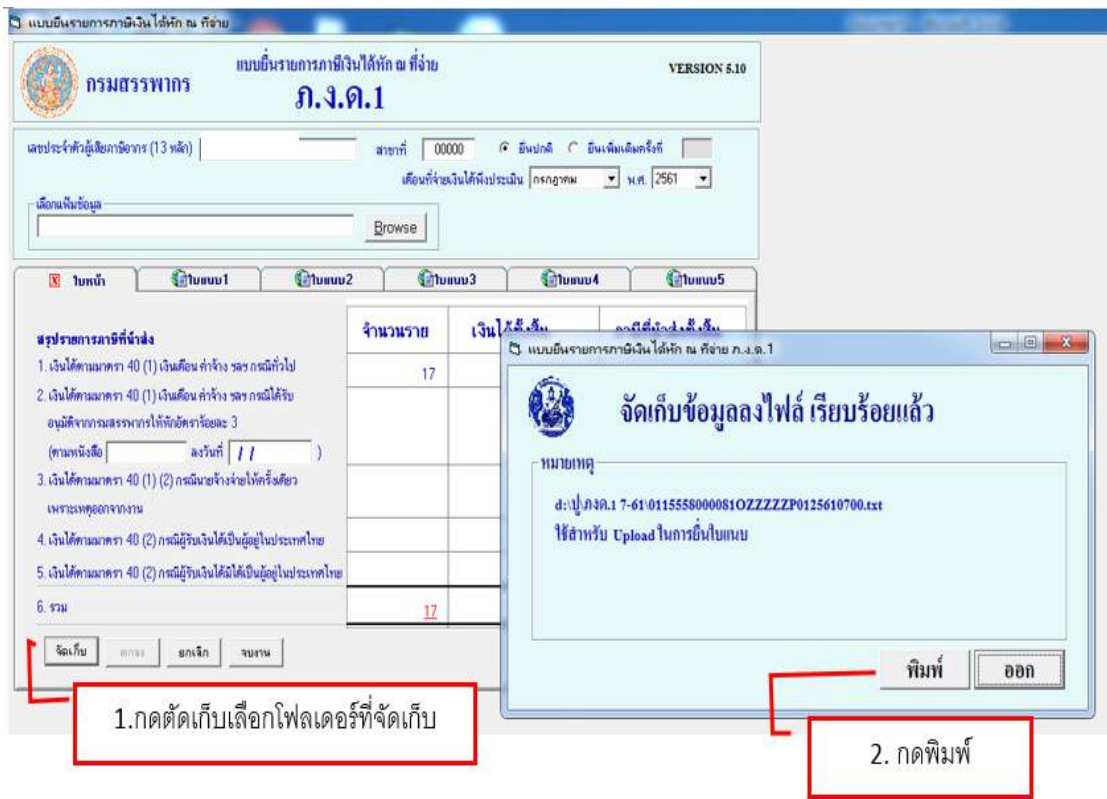 แบบยื่นรายการภาษีเงินได้หัก ณ ที่จ่าย
กรมสรรพากร
แบบยื่นรายการภาษีเงินได้หัก ณ ที่จ่าย
ภ.ง.ด.1
VERSION 5.10
เลขประจำตัวผู้เสียภาษีอากร (13 หลัก)
สาขาที่ 00000 ยื่นปกติ ยื่นเพิ่มเติมครั้งที่
เดือนที่จ่ายเงินได้พึงประเมิน กรกฎาคม พ.ศ. 2561
เลือกแฟ้มข้อมูล
Browse
X ใบหน้า ใบแนบ1 ใบแนบ2 ใบแนบ3 ใบแนบ4 ใบแนบ5
สรุปรายการภาษีที่นำส่ง จำนวนราย
1. เงินได้ตามมาตรา 40 (1) เงินเดือน ค่าจ้าง ฯลฯ กรณีทั่วไป 17
2. เงินได้ตามมาตรา 40 (1) เงินเดือน ค่าจ้าง ฯลฯ กรณีได้รับ
อนุมัติจากกรมสรรพากรให้หักอัตราร้อยละ 3
(ตามหนังสือ ลงวันที่ / / )
3. เงินได้ตามมาตรา 40 (1) (2) กรณีนายจ้างจ่ายให้ครั้งเดียว
เพราะเหตุออกจากงาน
4. เงินได้ตามมาตรา 40 (2) กรณีผู้รับเงินได้เป็นผู้อยู่ในประเทศไทย
5. เงินได้ตามมาตรา 40 (2) กรณีผู้รับเงินได้มิได้เป็นผู้อยู่ในประเทศไทย
6. รวม 17
จัดเก็บ ตกลง ยกเลิก จบงาน
แบบยื่นรายการภาษีเงินได้หัก ณ ที่จ่าย ภ.ง.ด.1
จัดเก็บข้อมูลลงไฟล์ เรียบร้อยแล้ว
หมายเหตุ
d:\ปู\ภงด.1 7-61\0115558000081OZZZZZP0125610700.txt
ใช้สำหรับ Upload ในการยื่นใบแนบ
พิมพ์ ออก
1.กดตัดเก็บเลือกโฟลเดอร์ที่จัดเก็บ
2. กดพิมพ์